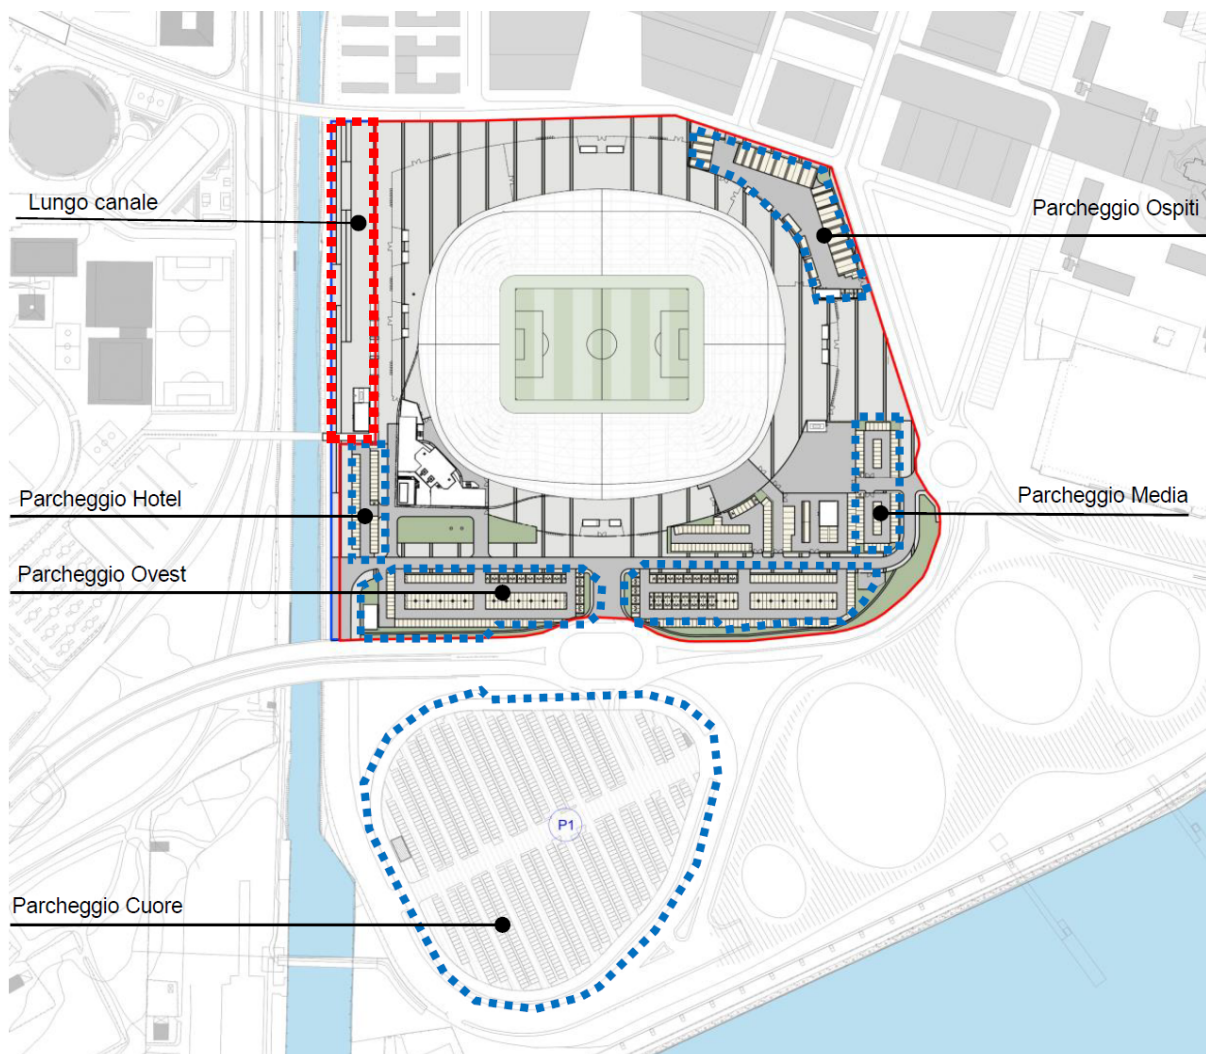 Lungo canale
Parcheggio Ospiti
Parcheggio Hotel
Parcheggio Media
Parcheggio Ovest
P1
Parcheggio Cuore